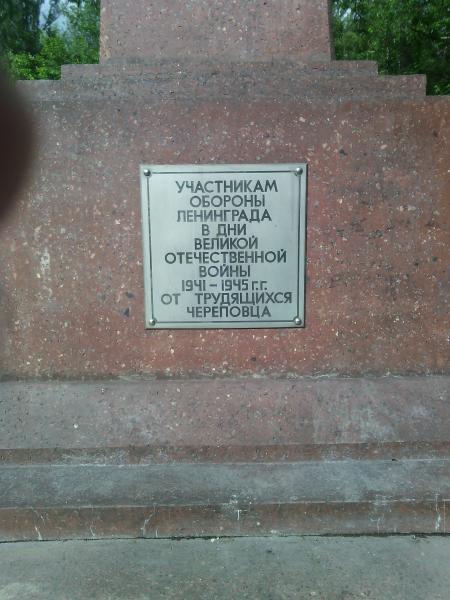 УЧАСТНИКАМ
ОБОРОНЫ
ЛЕНИНГРАДА
В ДНИ
ВЕЛИКОЙ
ОТЕЧЕСТВЕННОЙ
ВОЙНЫ
1941 – 1945 г.г.
ОТ ТРУДЯЩИХСЯ
ЧЕРЕПОВЦА